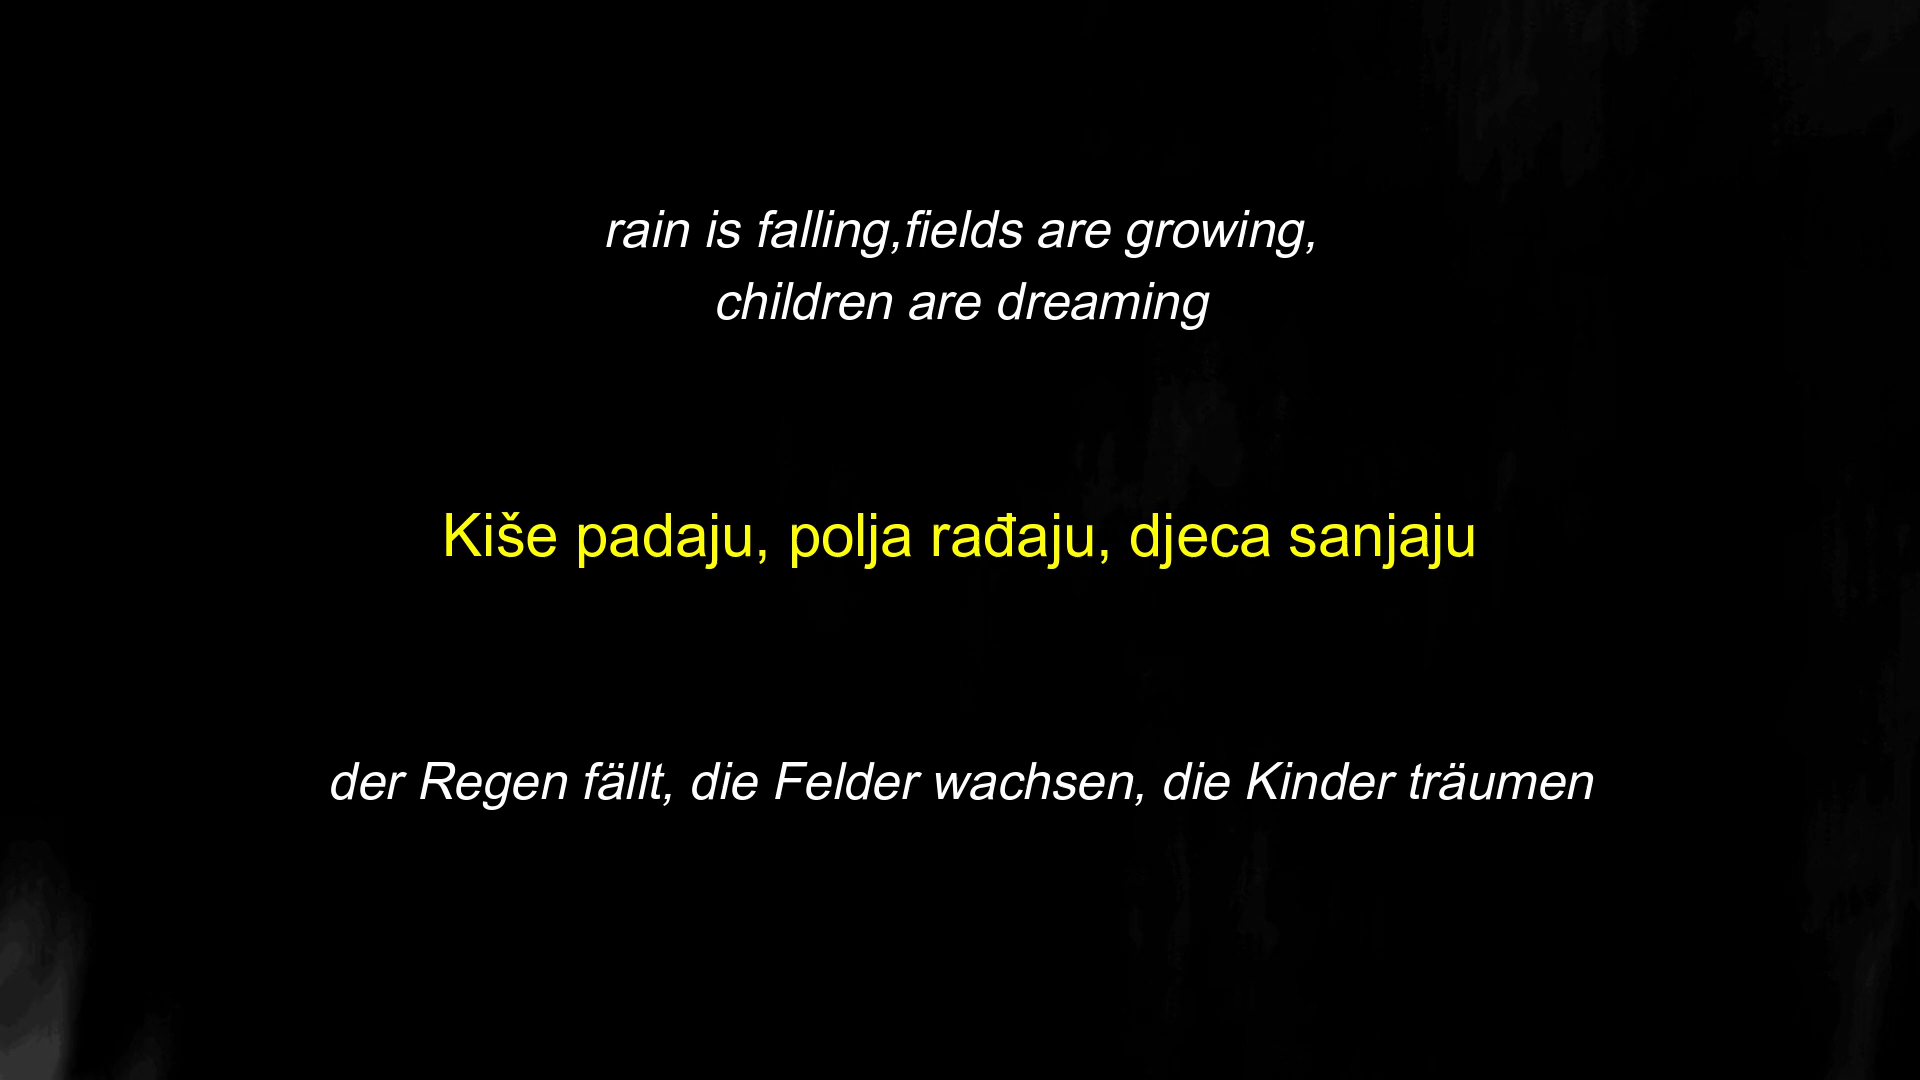 rain is falling,fields are growing,
children are dreaming
Kiše padaju, polja rađaju, djeca sanjaju
der Regen fällt, die Felder wachsen, die Kinder träumen